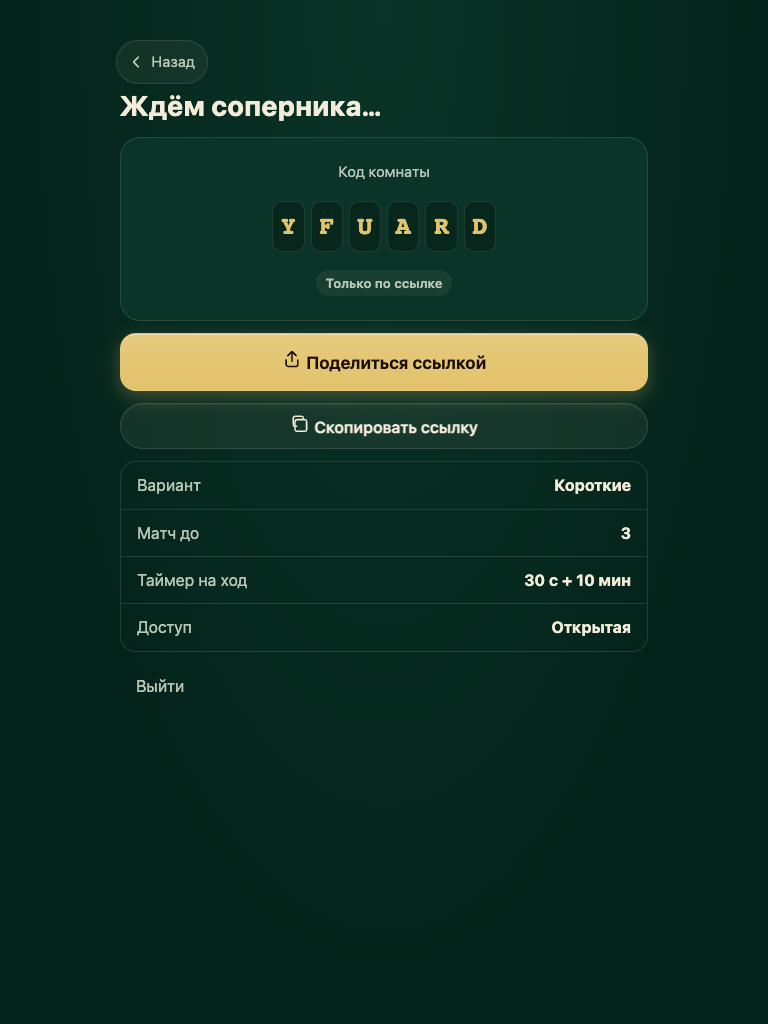 Назад
Ждём соперника…
Код комнаты
Y F U A R D
Только по ссылке
Поделиться ссылкой
Скопировать ссылку
Вариант Короткие
Матч до 3
Таймер на ход 30 с + 10 мин
Доступ Открытая
Выйти